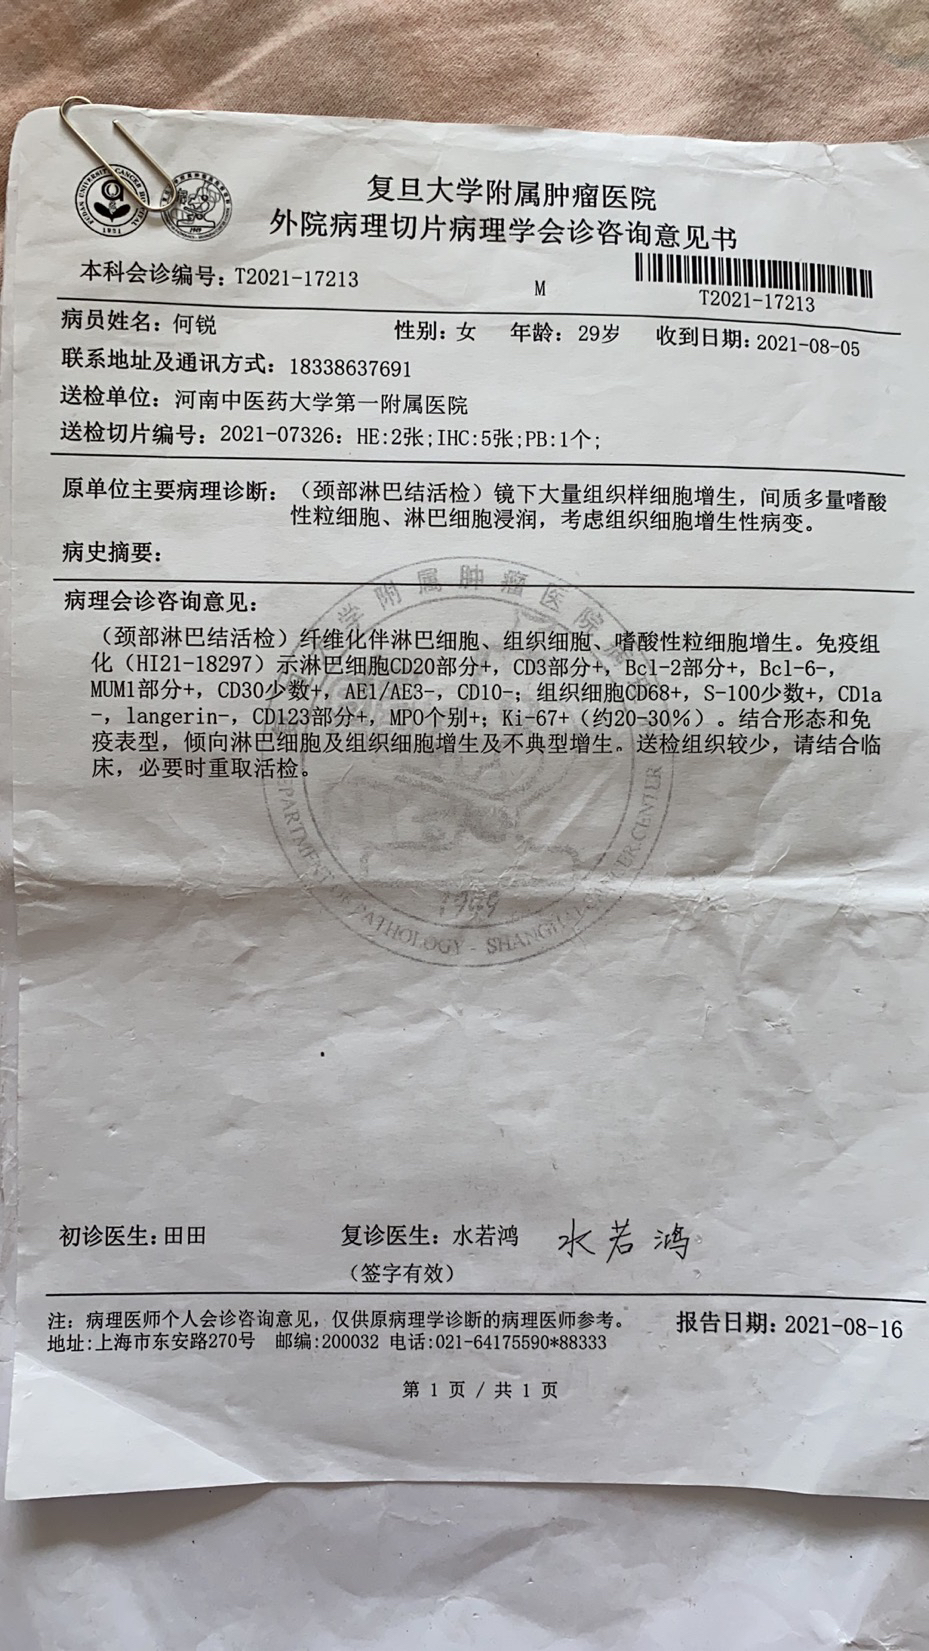 复旦大学附属肿瘤医院
外院病理切片病理学会诊咨询意见书
本科会诊编号：T2021-17213
M
T2021-17213
病员姓名：何锐 性别：女 年龄：29岁 收到日期：2021-08-05
联系地址及通讯方式：18338637691
送检单位：河南中医药大学第一附属医院
送检切片编号：2021-07326：HE:2张;IHC:5张;PB:1个;
原单位主要病理诊断：（颈部淋巴结活检）镜下大量组织样细胞增生，间质多量嗜酸
性粒细胞、淋巴细胞浸润，考虑组织细胞增生性病变。
病史摘要：
病理会诊咨询意见：
（颈部淋巴结活检）纤维化伴淋巴细胞、组织细胞、嗜酸性粒细胞增生。免疫组
化（HI21-18297）示淋巴细胞CD20部分+，CD3部分+，Bcl-2部分+，Bcl-6-，
MUM1部分+，CD30少数+，AE1/AE3-，CD10-；组织细胞CD68+，S-100少数+，CD1a
-，langerin-，CD123部分+，MPO个别+；Ki-67+（约20-30%）。结合形态和免
疫表型，倾向淋巴细胞及组织细胞增生及不典型增生。送检组织较少，请结合临
床，必要时重取活检。
DEPARTMENT OF PATHOLOGY - SHANGHAI CANCER CENTER
初诊医生：田田 复诊医生：水若鸿 水若鸿
（签字有效）
注：病理医师个人会诊咨询意见，仅供原病理学诊断的病理医师参考。 报告日期：2021-08-16
地址:上海市东安路270号 邮编:200032 电话:021-64175590*88333
第 1 页 / 共 1 页